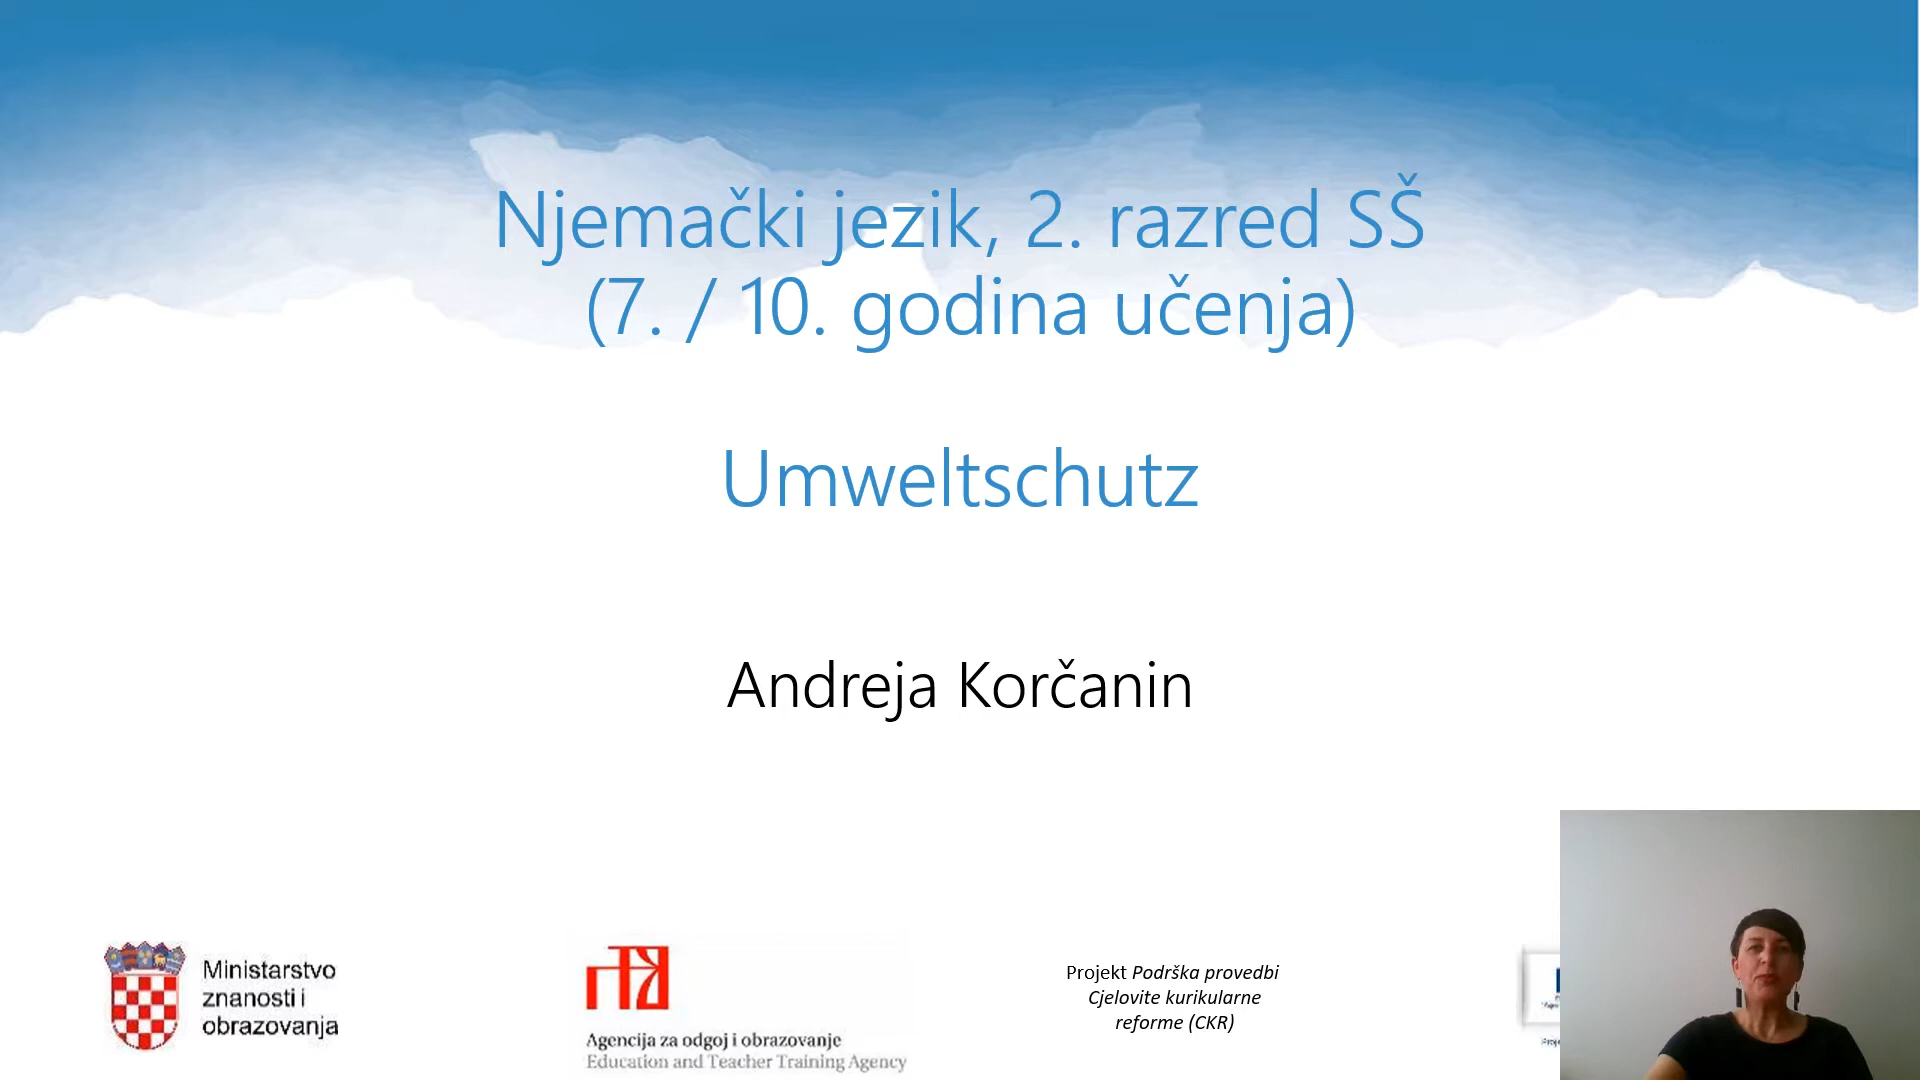 Njemački jezik, 2. razred SŠ
(7. / 10. godina učenja)
Umweltschutz
Andreja Korčanin
Ministarstvo
znanosti i
obrazovanja
Agencija za odgoj i obrazovanje
Education and Teacher Training Agency
Projekt Podrška provedbi
Cjelovite kurikularne
reforme (CKR)